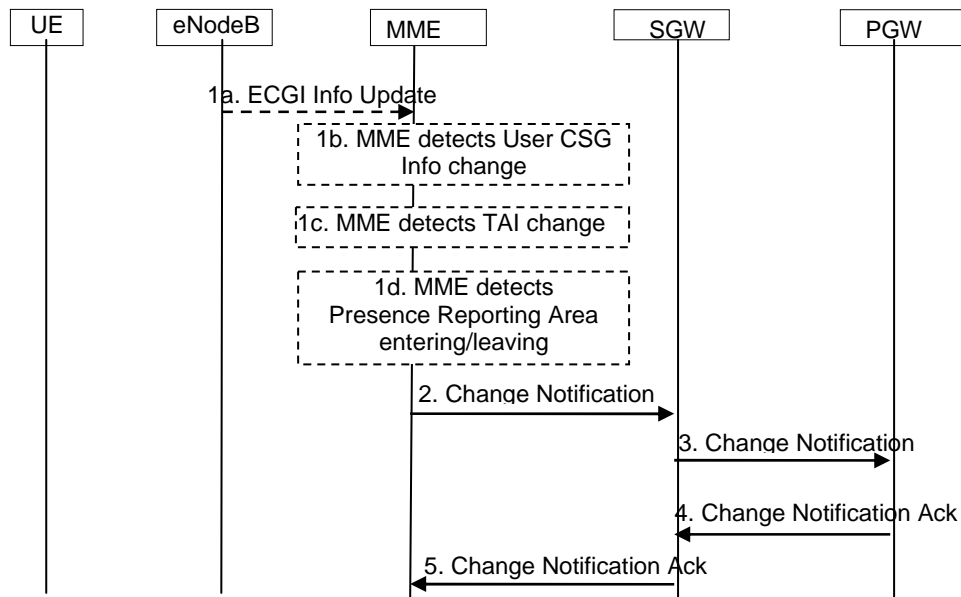 UE
eNodeB
MME
SGW
PGW
1a. ECGI Info Update
1b. MME detects User CSG
Info change
1c. MME detects TAI change
1d. MME detects
Presence Reporting Area
entering/leaving
2. Change Notification
3. Change Notification
4. Change Notification Ack
5. Change Notification Ack